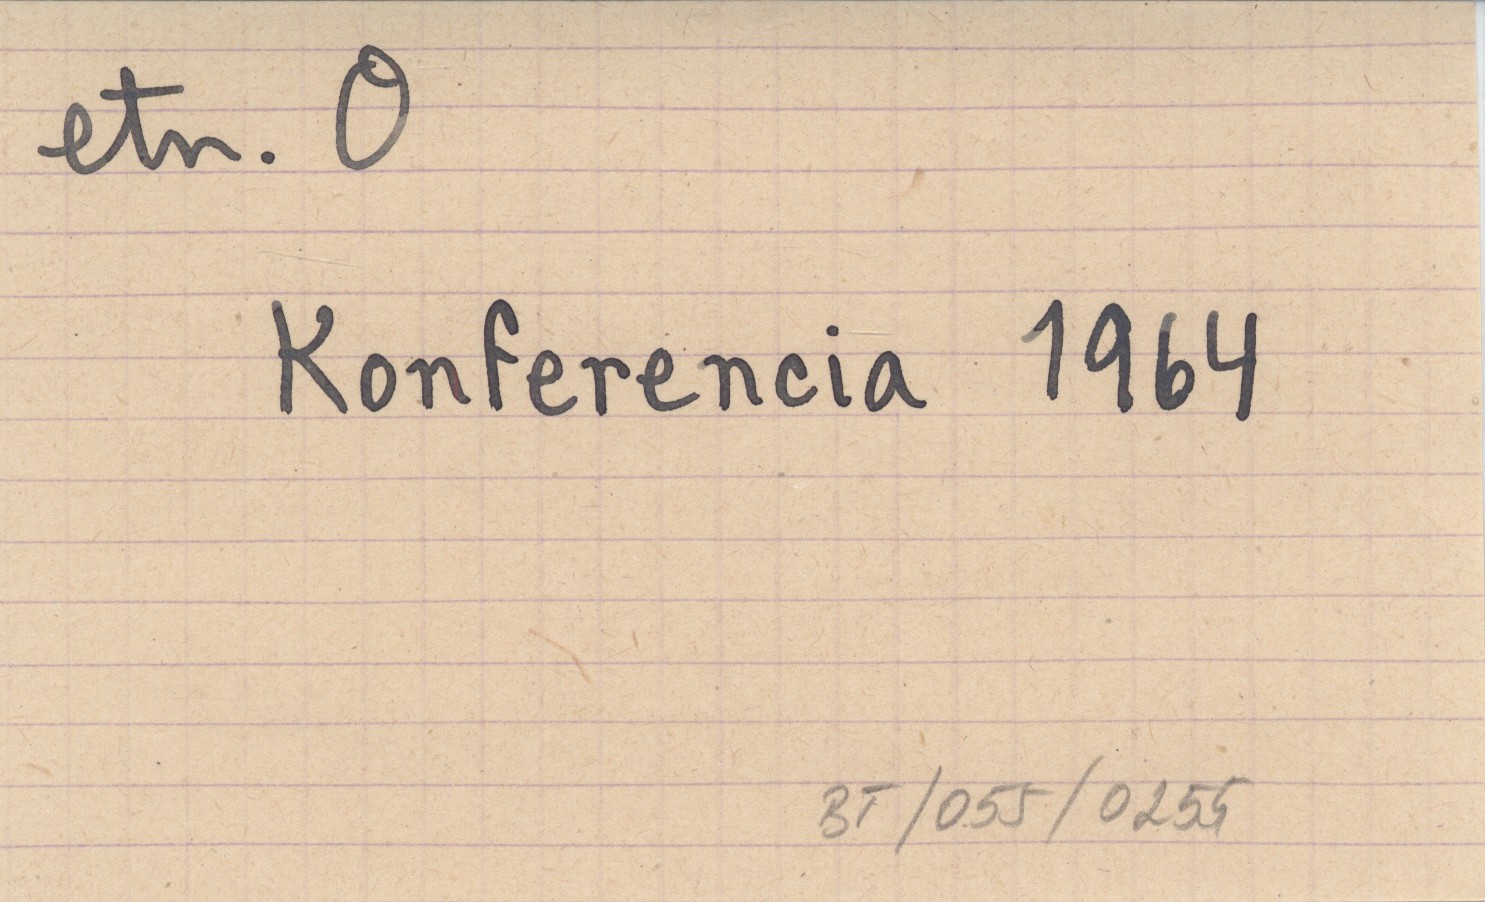 etn. O
Konferencia 1964
BT/055/0255